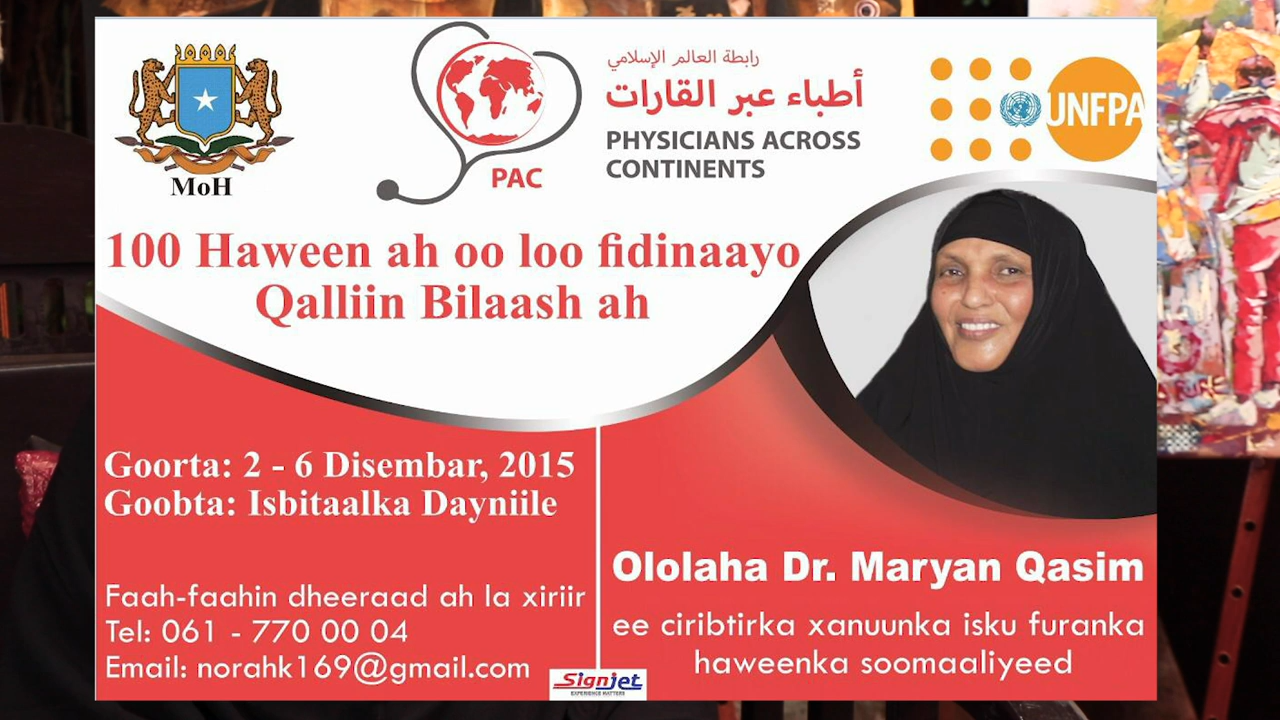 MoH
PAC
رابطة العالم الإسلامي
أطباء عبر القارات
PHYSICIANS ACROSS
CONTINENTS
UNFPA
100 Haween ah oo loo fidinaayo
Qalliin Bilaash ah
Goorta: 2 - 6 Disembar, 2015
Goobta: Isbitaalka Dayniile
Faah-faahin dheeraad ah la xiriir
Tel: 061 - 770 00 04
Email: norahk169@gmail.com
Ololaha Dr. Maryan Qasim
ee ciribtirka xanuunka isku furanka
haweenka soomaaliyeed
Signjet
EXPERIENCE MATTERS